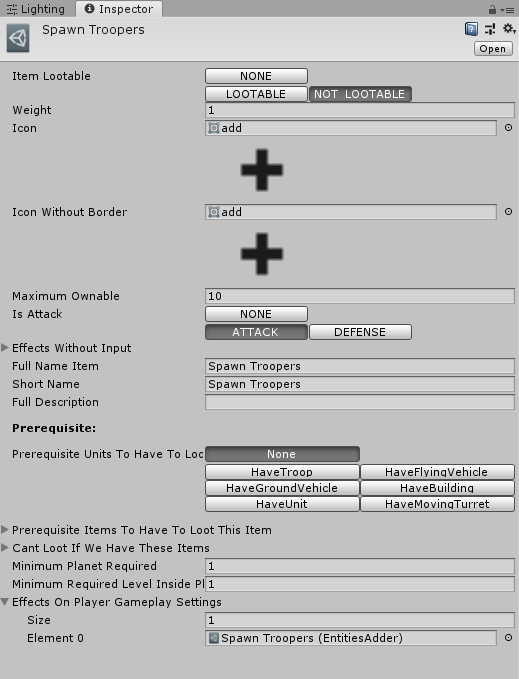 Lighting Inspector
Spawn Troopers
Open
Item Lootable NONE
LOOTABLE NOT LOOTABLE
Weight 1
Icon add
Icon Without Border add
Maximum Ownable 10
Is Attack NONE
ATTACK DEFENSE
Effects Without Input
Full Name Item Spawn Troopers
Short Name Spawn Troopers
Full Description
Prerequisite:
Prerequisite Units To Have To Loo None
HaveTroop HaveFlyingVehicle
HaveGroundVehicle HaveBuilding
HaveUnit HaveMovingTurret
Prerequisite Items To Have To Loot This Item
Cant Loot If We Have These Items
Minimum Planet Required 1
Minimum Required Level Inside Pl 1
Effects On Player Gameplay Settings
Size 1
Element 0 Spawn Troopers (EntitiesAdder)